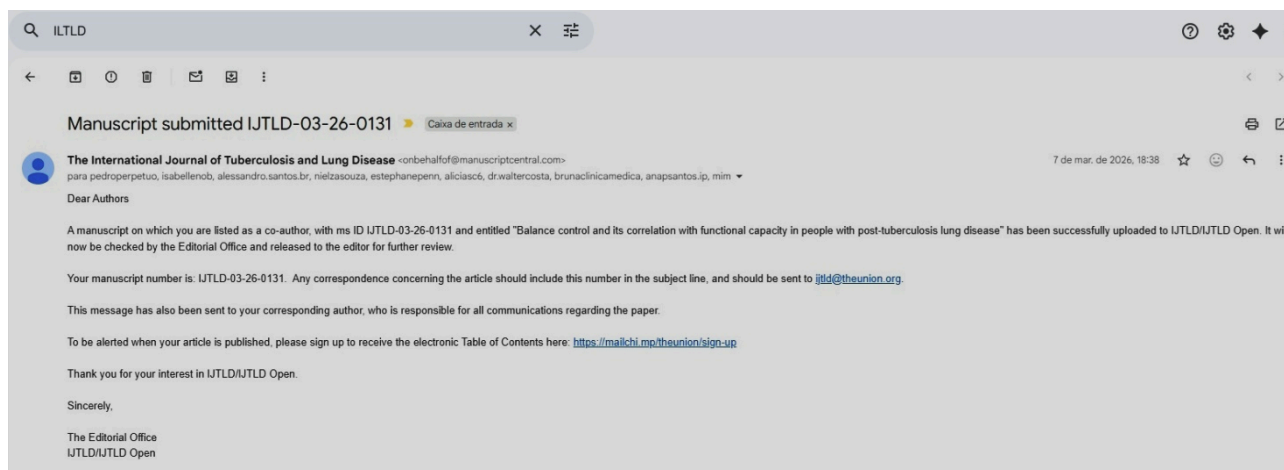 ILTLD
Manuscript submitted IJTLD-03-26-0131 Caixa de entrada x
The International Journal of Tuberculosis and Lung Disease <onbehalfof@manuscriptcentral.com>
7 de mar. de 2026, 18:38
para pedroperpetuo, isabellenob, alessandro.santos.br, nielzasouza, estephanepenn, aliciasc6, dr.waltercosta, brunaclinicamedica, anapsantos.ip, mim
Dear Authors
A manuscript on which you are listed as a co-author, with ms ID IJTLD-03-26-0131 and entitled "Balance control and its correlation with functional capacity in people with post-tuberculosis lung disease" has been successfully uploaded to IJTLD/IJTLD Open. It wi
now be checked by the Editorial Office and released to the editor for further review.
Your manuscript number is: IJTLD-03-26-0131. Any correspondence concerning the article should include this number in the subject line, and should be sent to ijtld@theunion.org.
This message has also been sent to your corresponding author, who is responsible for all communications regarding the paper.
To be alerted when your article is published, please sign up to receive the electronic Table of Contents here: https://mailchi.mp/theunion/sign-up
Thank you for your interest in IJTLD/IJTLD Open.
Sincerely,
The Editorial Office
IJTLD/IJTLD Open